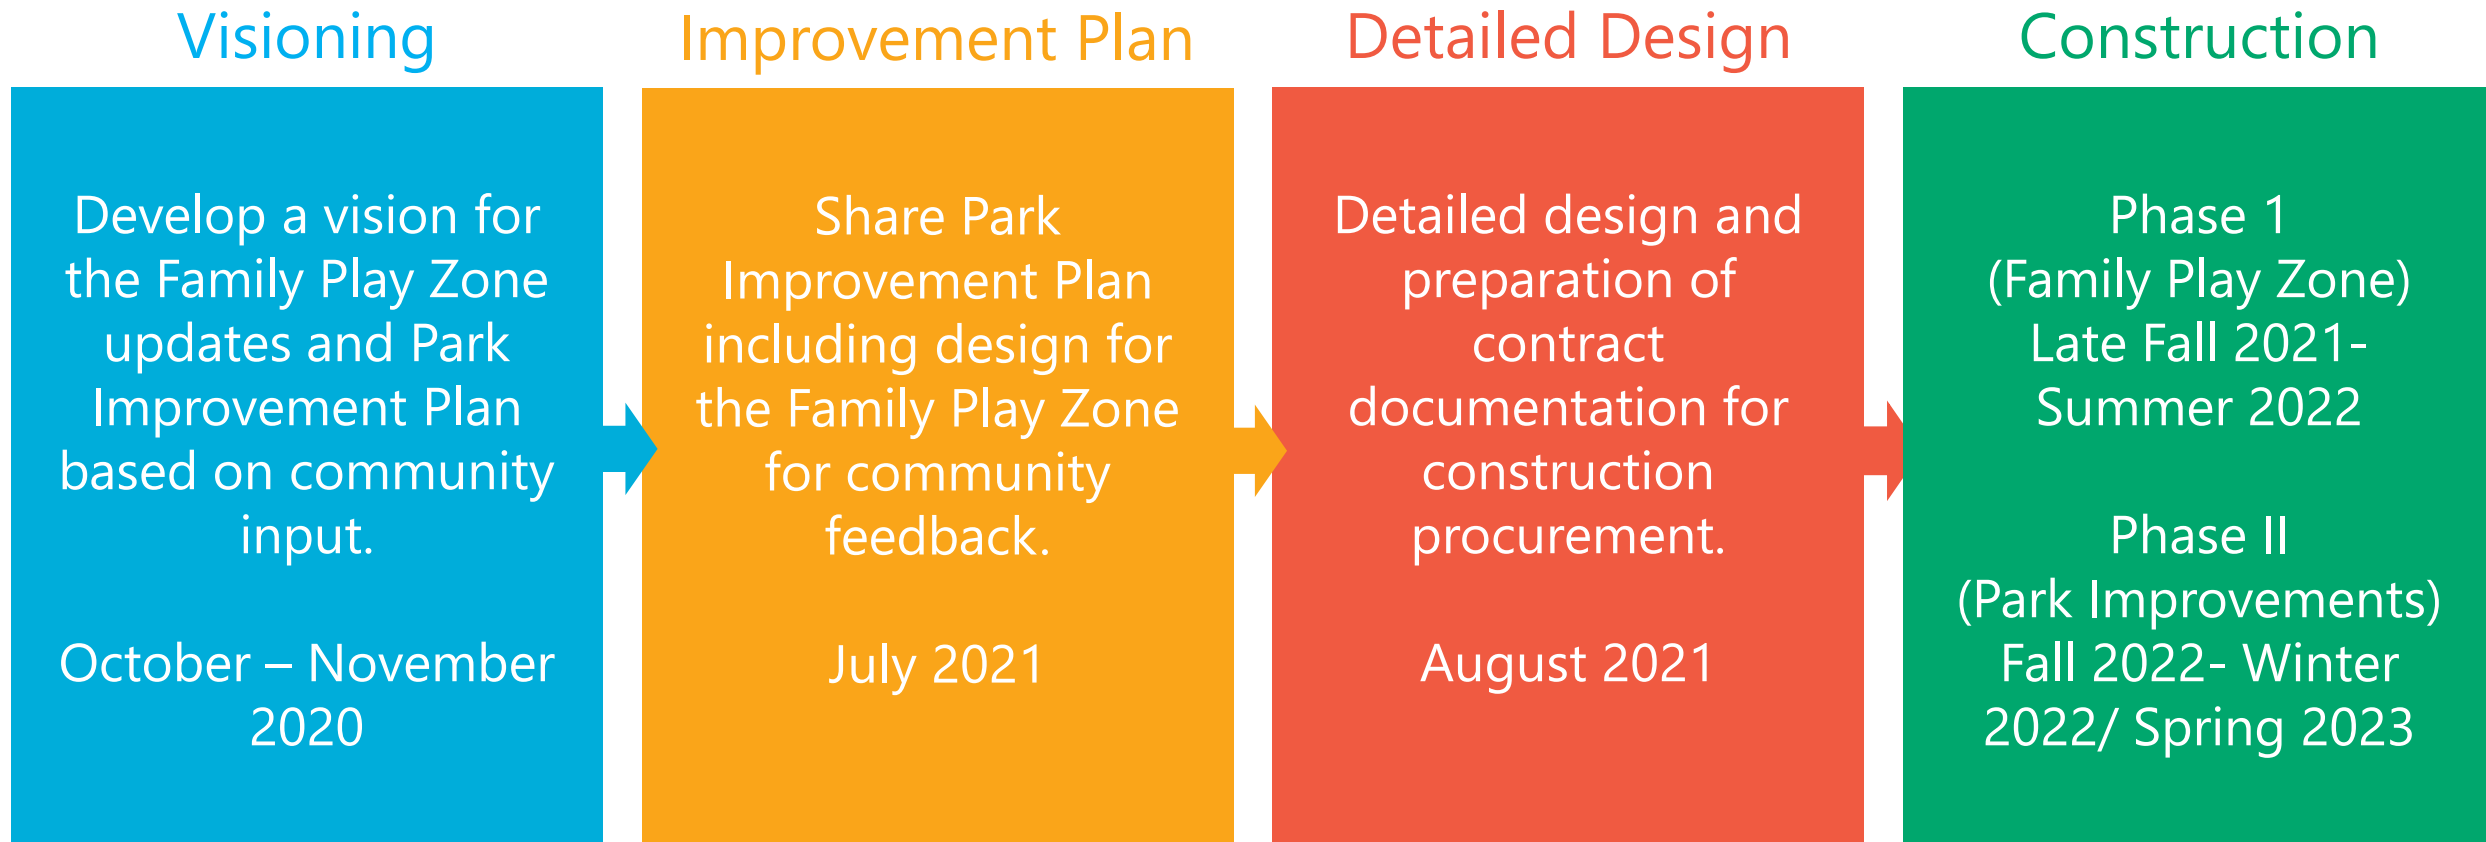 Visioning
Develop a vision for
the Family Play Zone
updates and Park
Improvement Plan
based on community
input.
October – November
2020
Improvement Plan
Share Park
Improvement Plan
including design for
the Family Play Zone
for community
feedback.
July 2021
Detailed Design
Detailed design and
preparation of
contract
documentation for
construction
procurement.
August 2021
Construction
Phase 1
(Family Play Zone)
Late Fall 2021-
Summer 2022
Phase II
(Park Improvements)
Fall 2022- Winter
2022/ Spring 2023